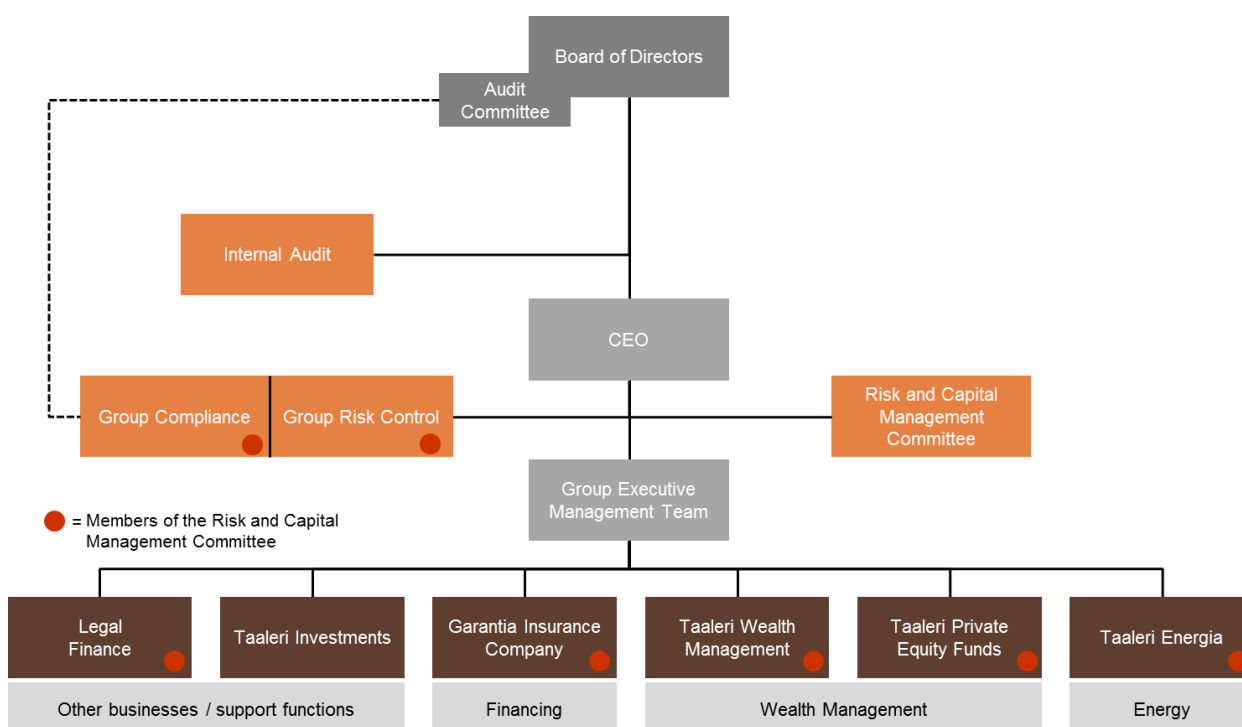 Board of Directors
Audit
Committee
Internal Audit
CEO
Group Compliance
Group Risk Control
Risk and Capital
Management
Committee
Group Executive
Management Team
= Members of the Risk and Capital
Management Committee
Legal
Finance
Taaleri Investments
Garantia Insurance
Company
Taaleri Wealth
Management
Taaleri Private
Equity Funds
Taaleri Energia
Other businesses / support functions
Financing
Wealth Management
Energy